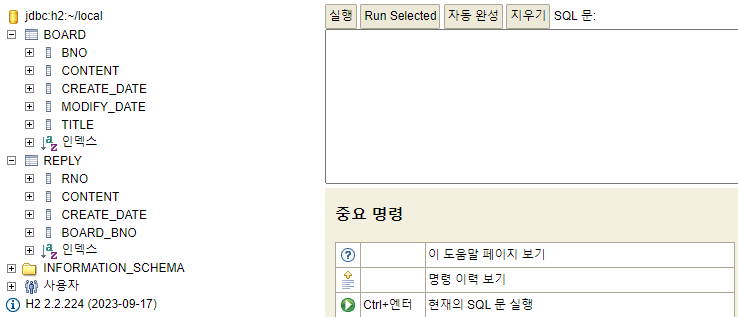 jdbc:h2:~/local
BOARD
BNO
CONTENT
CREATE_DATE
MODIFY_DATE
TITLE
인덱스
REPLY
RNO
CONTENT
CREATE_DATE
BOARD_BNO
인덱스
INFORMATION_SCHEMA
사용자
H2 2.2.224 (2023-09-17)
실행 Run Selected 자동 완성 지우기 SQL 문:
중요 명령
이 도움말 페이지 보기
명령 이력 보기
Ctrl+엔터 현재의 SQL 문 실행